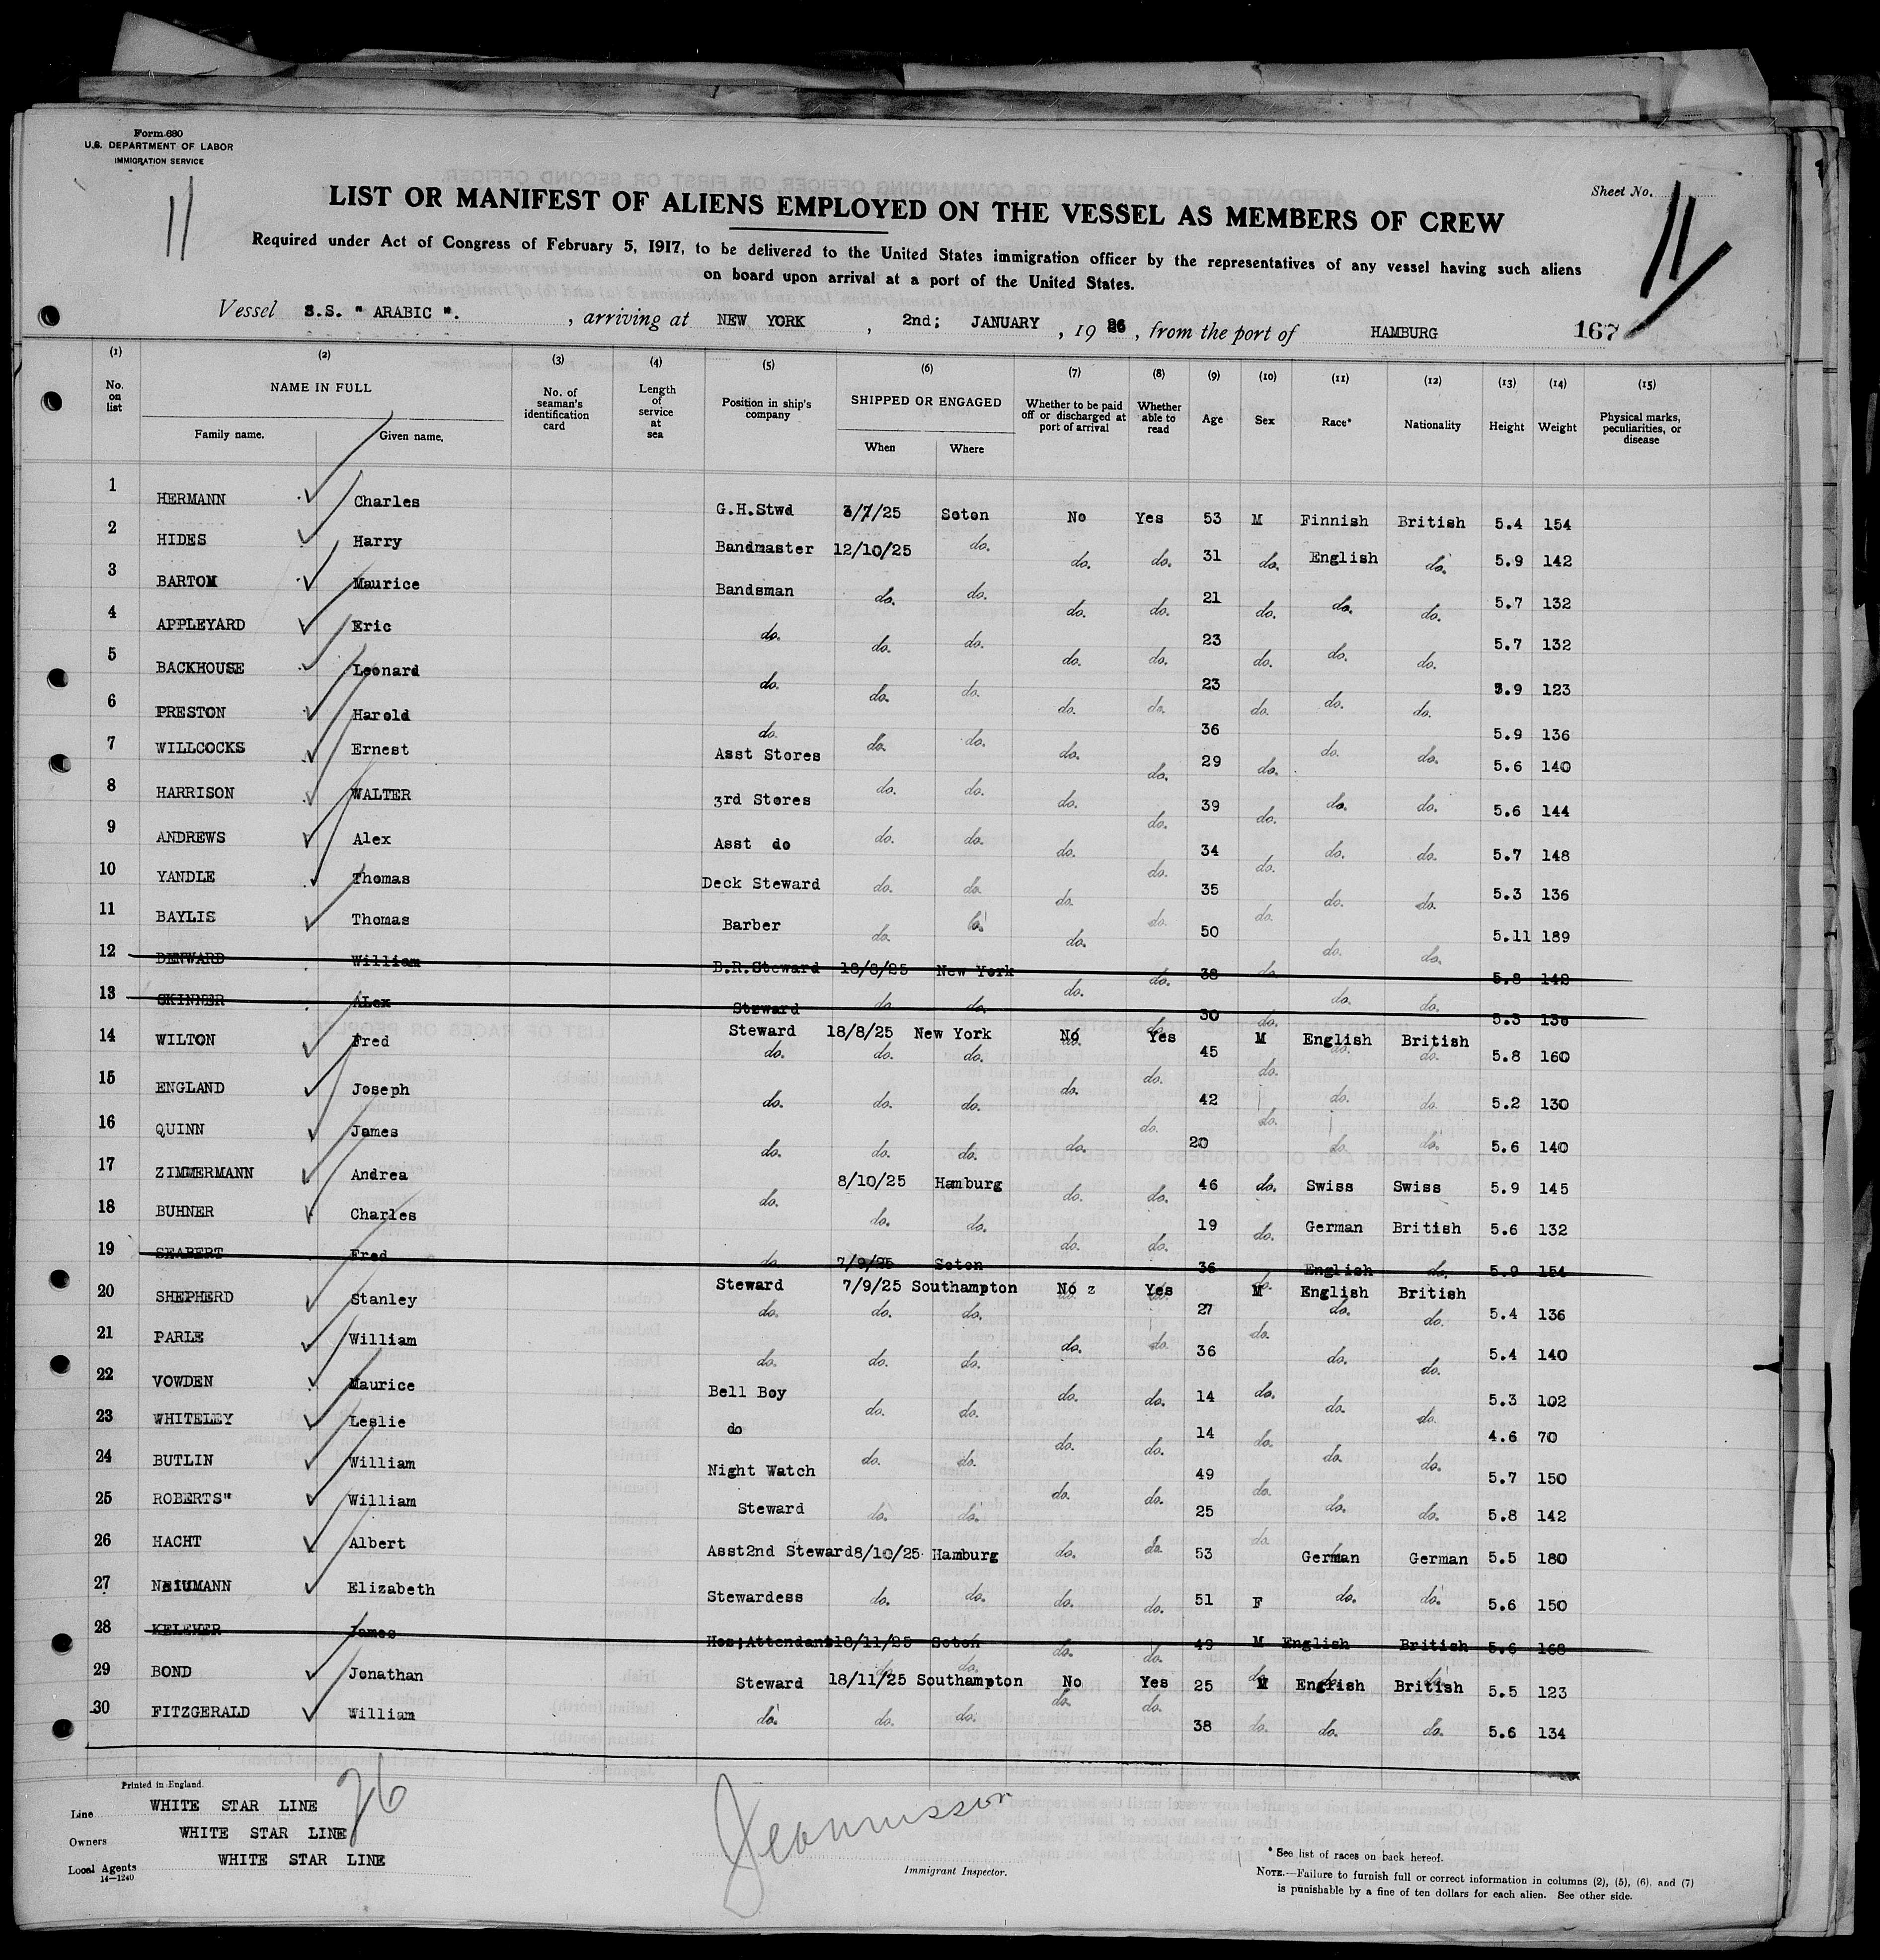 Form 680
U.S. DEPARTMENT OF LABOR
IMMIGRATION SERVICE
11
Sheet No. 11
LIST OR MANIFEST OF ALIENS EMPLOYED ON THE VESSEL AS MEMBERS OF CREW
Required under Act of Congress of February 5, 1917, to be delivered to the United States immigration officer by the representatives of any vessel having such aliens
on board upon arrival at a port of the United States.
Vessel S.S. " ARABIC ". , arriving at NEW YORK , 2nd; JANUARY , 1926 , from the port of HAMBURG 167
(1) (2) (3) (4) (5) (6) (7) (8) (9) (10) (11) (12) (13) (14) (15)
No. on list NAME IN FULL Family name. Given name. No. of seaman's identification card Length of service at sea Position in ship's company SHIPPED OR ENGAGED When Where Whether to be paid off or discharged at port of arrival Whether able to read Age Sex Race* Nationality Height Weight Physical marks, peculiarities, or disease
1 HERMANN Charles G.H.Stwd 3/7/25 Soton No Yes 53 M Finnish British 5.4 154
2 HIDES Harry Bandmaster 12/10/25 do. do. do. 31 do. English do. 5.9 142
3 BARTOM Maurice Bandsman do. do. do. do. 21 do. do. do. 5.7 132
4 APPLEYARD Eric do. do. do. do. do. 23 do. do. do. 5.7 132
5 BACKHOUSE Leonard do. do. do. do. do. 23 do. do. do. 5.9 123
6 PRESTON Harold do. do. do. do. 36 5.9 136
7 WILLCOCKS Ernest Asst Stores do. do. do. do. 29 do. do. do. 5.6 140
8 HARRISON WALTER 3rd Stores do. do. do. do. 39 do. do. do. 5.6 144
9 ANDREWS Alex Asst do do. do. do. do. 34 do. do. do. 5.7 148
10 YANDLE Thomas Deck Steward do. do. do. do. 35 do. do. do. 5.3 136
11 BAYLIS Thomas Barber do. do. do. 50 do. do. 5.11 189
12 DENWARD William B.R.Steward 18/8/25 New York do. do. 38 do. do. do. 5.8 142
13 SKINNER ALex Steward do. do. do. do. 30 do. do. do. 5.3 136
Steward 18/8/25 New York No Yes M English British
14 WILTON Fred do. do. do. do. do. 45 do. do. do. 5.8 160
15 ENGLAND Joseph do. do. do. do. do. 42 do. do. do. 5.2 130
16 QUINN James do. do. do. do. 20 do. do. 5.6 140
17 ZIMMERMANN Andrea do. 8/10/25 Hamburg do. do. 46 do. Swiss Swiss 5.9 145
18 BUHNER Charles do. do. do. do. 19 do. German British 5.6 132
19 SEABERT Fred do. 7/9/25 Soton 36 do. English do. 5.9 154
Steward 7/9/25 Southampton No z Yes M English British
20 SHEPHERD Stanley do. do. do. 27 do. do. do. 5.4 136
21 PARLE William do. do. do. do. do. 36 do. do. 5.4 140
22 VOWDEN Maurice Bell Boy do. do. do. do. 14 do. do. do. 5.3 102
23 WHITELEY Leslie do do. do. do. do. 14 do. do. do. 4.6 70
24 BUTLIN William Night Watch do. do. 49 do. 5.7 150
25 ROBERTS" William Steward do. do. do. do. 25 do. do. 5.8 142
26 HACHT Albert Asst2nd Steward 8/10/25 Hamburg do. do. 53 do. German German 5.5 180
27 NEIUMANN Elizabeth Stewardess do. do. do. do. 51 F do. do. 5.6 150
28 KELEHER James Hos;Attendant 18/11/25 Soton do. do. 49 M English British 5.6 168
29 BOND Jonathan Steward 18/11/25 Southampton No Yes 25 M English British 5.5 123
30 FITZGERALD William do. do. do. do. do. 38 do. do. do. 5.6 134
Printed in England.
Line WHITE STAR LINE 26
Owners WHITE STAR LINE
Local Agents WHITE STAR LINE
14—1240
Immigrant Inspector.
* See list of races on back hereof.
NOTE.—Failure to furnish full or correct information in columns (2), (5), (6), and (7)
is punishable by a fine of ten dollars for each alien. See other side.